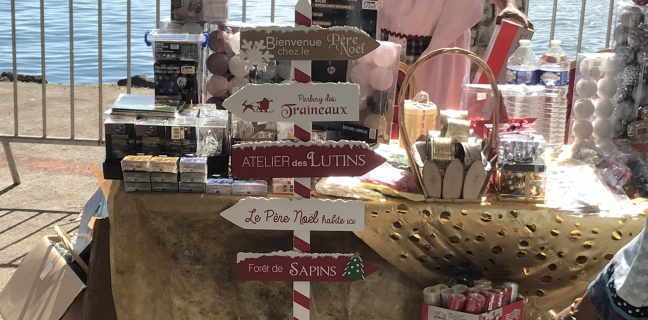 Bienvenue
chez le Père Noël
Parking des
Traineaux
ATELIER des LUTINS
Le Père Noël habite ici
Forêt de SAPINS